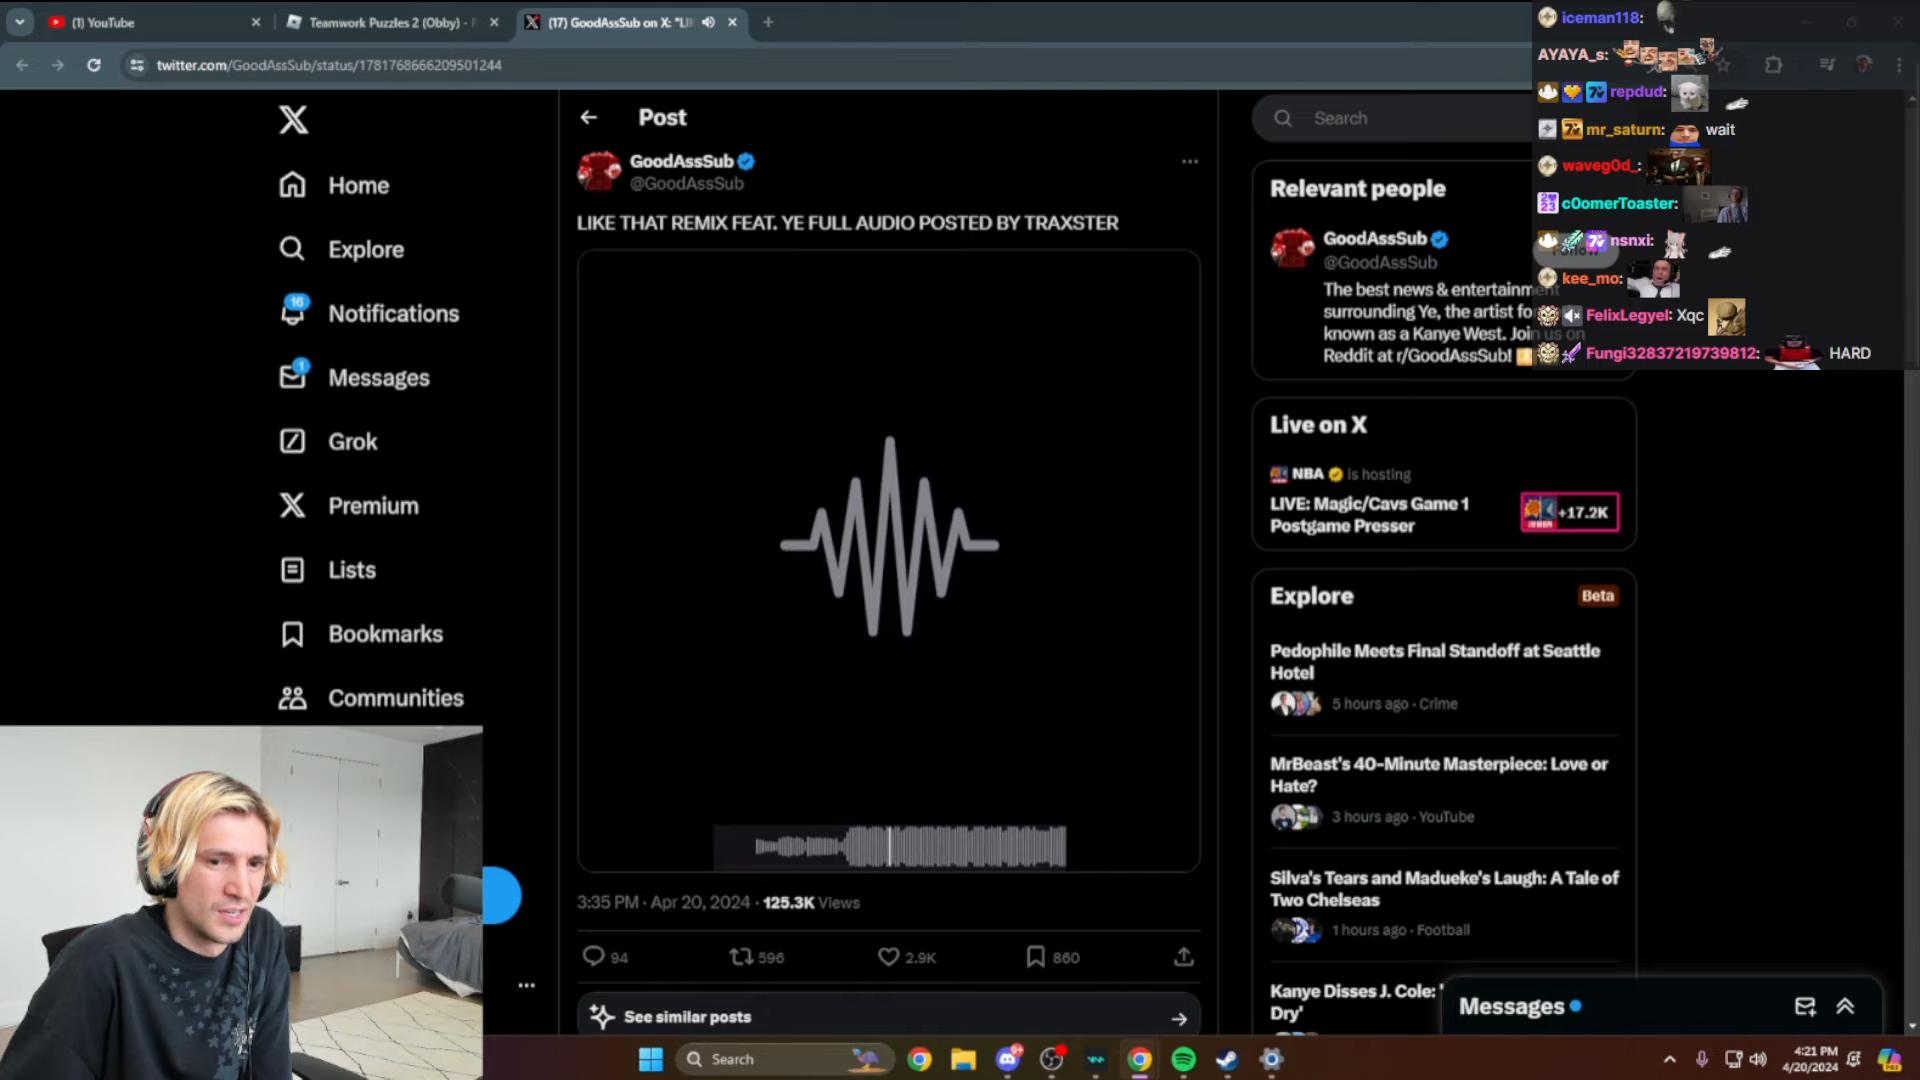 (1) YouTube
Teamwork Puzzles 2 (Obby) -
(17) GoodAssSub on X: "LI
twitter.com/GoodAssSub/status/1781768666209501244
Home
Explore
Notifications
16
Messages
1
Grok
Premium
Lists
Bookmarks
Communities
Post
GoodAssSub
@GoodAssSub
LIKE THAT REMIX FEAT. YE FULL AUDIO POSTED BY TRAXSTER
3:35 PM · Apr 20, 2024 · 125.3K Views
94
596
2.9K
860
See similar posts
Search
Relevant people
GoodAssSub
@GoodAssSub
The best news & entertainment
surrounding Ye, the artist fo
known as a Kanye West. Join us on
Reddit at r/GoodAssSub!
Live on X
NBA is hosting
LIVE: Magic/Cavs Game 1
Postgame Presser
+17.2K
Explore
Beta
Pedophile Meets Final Standoff at Seattle
Hotel
5 hours ago · Crime
MrBeast's 40-Minute Masterpiece: Love or
Hate?
3 hours ago · YouTube
Silva's Tears and Madueke's Laugh: A Tale of
Two Chelseas
1 hours ago · Football
Kanye Disses J. Cole: '
Dry'
Messages
iceman118:
AYAYA_s:
repdud:
mr_saturn: wait
waveg0d_:
c0omerToaster:
nsnxi:
kee_mo:
FelixLegyel: Xqc
Fungi32837219739812: HARD
Search
4:21 PM
4/20/2024